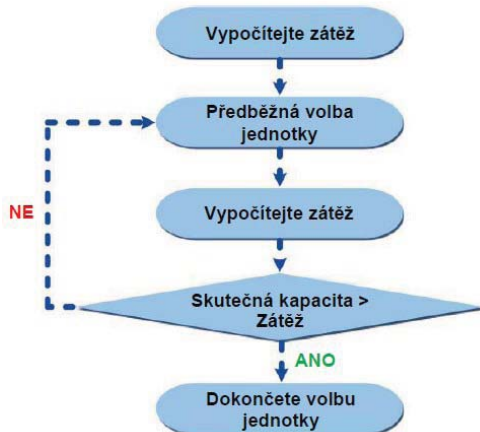 Vypočítejte zátěž
Předběžná volba
jednotky
NE
Vypočítejte zátěž
Skutečná kapacita >
Zátěž
ANO
Dokončete volbu
jednotky